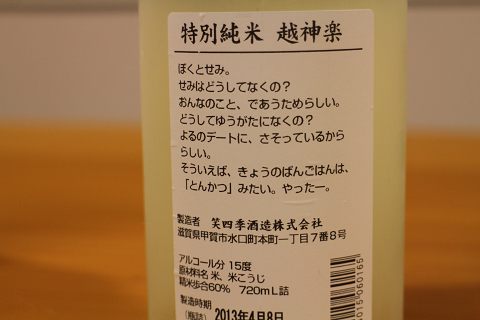 特別純米 越神楽
ぼくとせみ。
せみはどうしてなくの？
おんなのこと、であうためらしい。
どうしてゆうがたになくの？
よるのデートに、さそっているから
らしい。
そういえば、きょうのばんごはんは、
「とんかつ」みたい。やったー。
製造者 笑四季酒造株式会社
滋賀県甲賀市水口町本町一丁目７番８号
アルコール分 15度
原材料名 米、米こうじ
精米歩合60% 720ｍL詰
製造時期
2013年4月8日
5015 060165